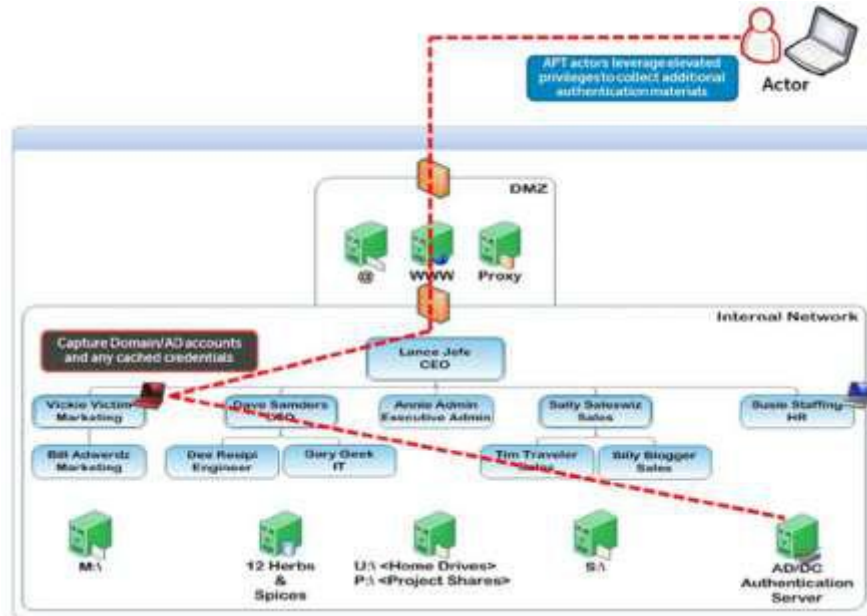 APT actors leverage elevated
privileges to collect additional
authentication materials
Actor
DMZ
@
WWW
Proxy
Internal Network
Capture Domain/AD accounts
and any cached credentials
Lance Jefe
CEO
Vickie Victim
Marketing
Dave Samders
Annie Admin
Executive Admin
Sally Saleswiz
Sales
Susie Staffing
HR
Bill Adwerdz
Marketing
Dee Resipi
Engineer
Gary Geek
IT
Tim Traveler
Sales
Billy Blogger
Sales
M:\
12 Herbs
&
Spices
U:\ <Home Drives>
P:\ <Project Shares>
S:\
AD/DC
Authentication
Server